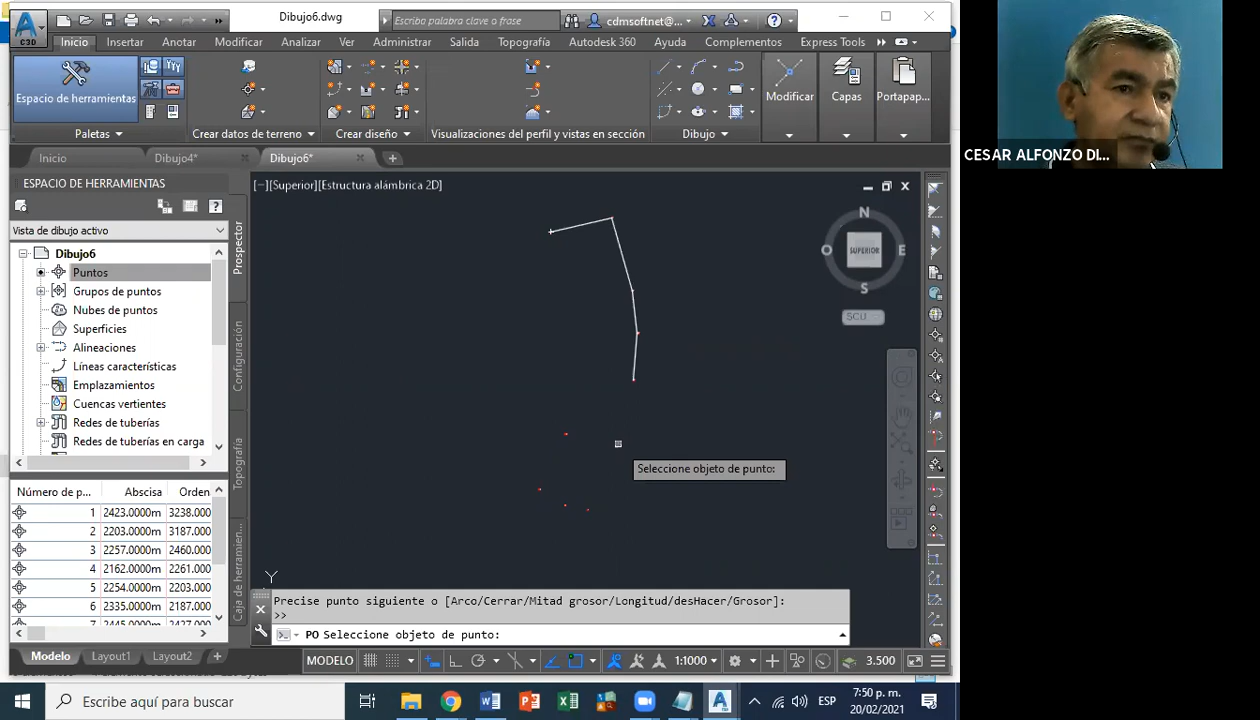 Dibujo6.dwg
Escriba palabra clave o frase
cdmsoftnet@...
C3D
Inicio Insertar Anotar Modificar Analizar Ver Administrar Salida Topografía Autodesk 360 Ayuda Complementos Express Tools
Espacio de herramientas
Modificar
Capas
Portapap...
Paletas
Crear datos de terreno
Crear diseño
Visualizaciones del perfil y vistas en sección
Dibujo
Inicio
Dibujo4*
Dibujo6*
CESAR ALFONZO DI...
ESPACIO DE HERRAMIENTAS
[−][Superior][Estructura alámbrica 2D]
Vista de dibujo activo
Dibujo6
Puntos
Grupos de puntos
Nubes de puntos
Superficies
Alineaciones
Líneas características
Emplazamientos
Cuencas vertientes
Redes de tuberías
Redes de tuberías en carga
Prospector
Configuración
Topografía
Caja de herramien...
N
O
SUPERIOR
E
S
SCU
Seleccione objeto de punto:
Y
Número de p... Abscisa Orden
1 2423.0000m 3238.000
2 2203.0000m 3187.000
3 2257.0000m 2460.000
4 2162.0000m 2261.000
5 2254.0000m 2203.000
6 2335.0000m 2187.000
7 2445.0000m 2427.000
Precise punto siguiente o [Arco/Cerrar/Mitad grosor/Longitud/desHacer/Grosor]:
>>
PO Seleccione objeto de punto:
Modelo Layout1 Layout2 +
MODELO
1:1000
3.500
Escribe aquí para buscar
ESP
7:50 p. m.
20/02/2021